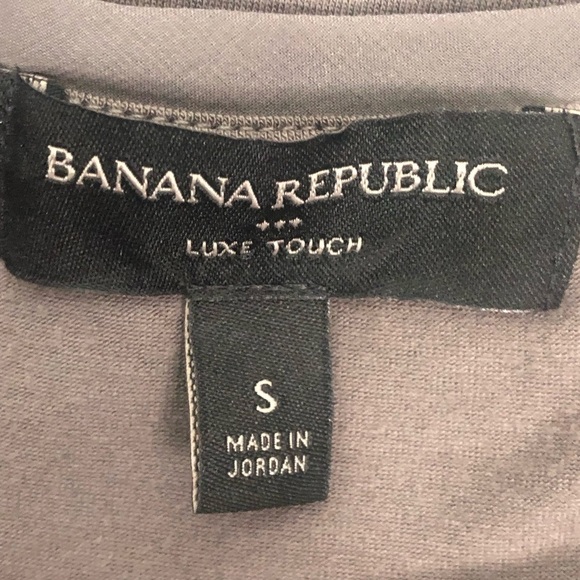 BANANA REPUBLIC
LUXE TOUCH
S
MADE IN
JORDAN